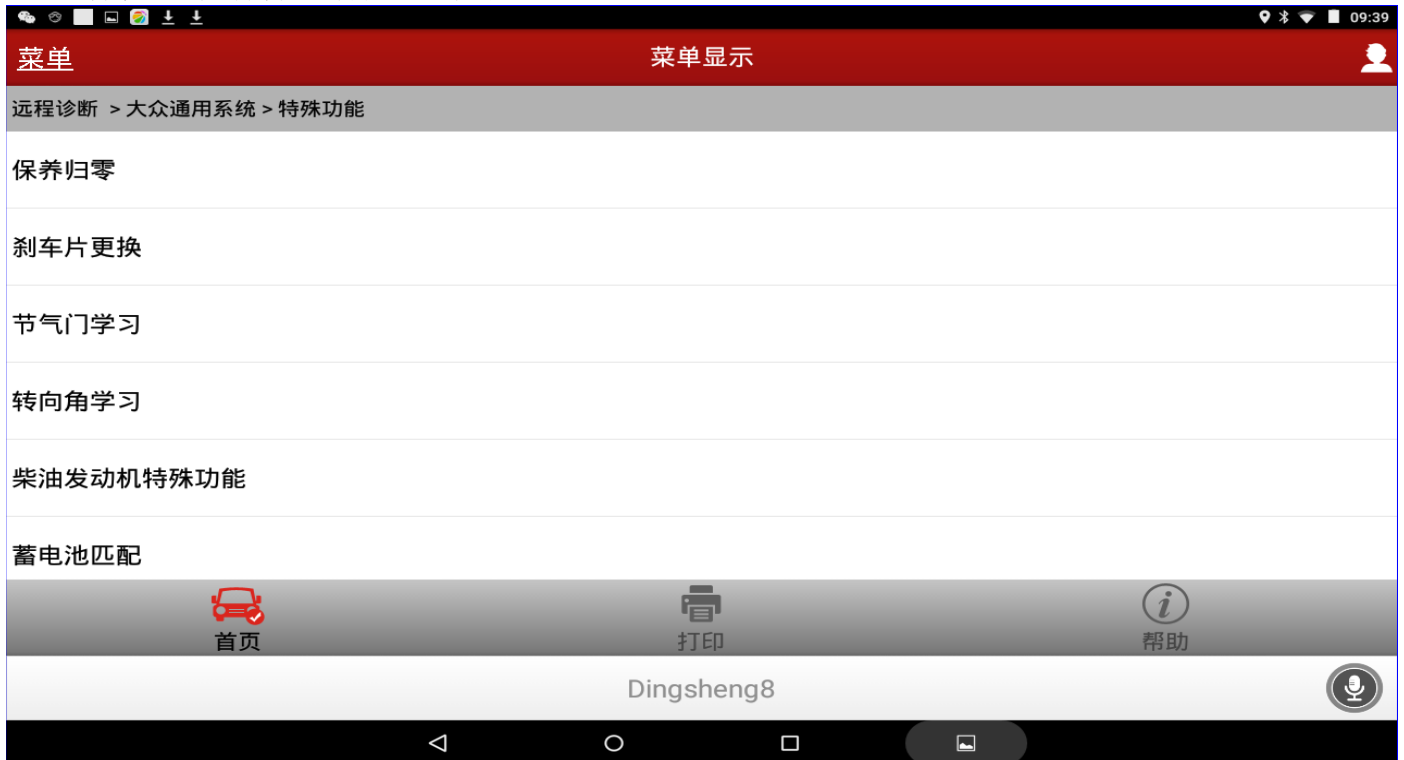 09:39
菜单 菜单显示
远程诊断 >大众通用系统>特殊功能
保养归零
刹车片更换
节气门学习
转向角学习
柴油发动机特殊功能
蓄电池匹配
首页 打印 帮助
Dingsheng8